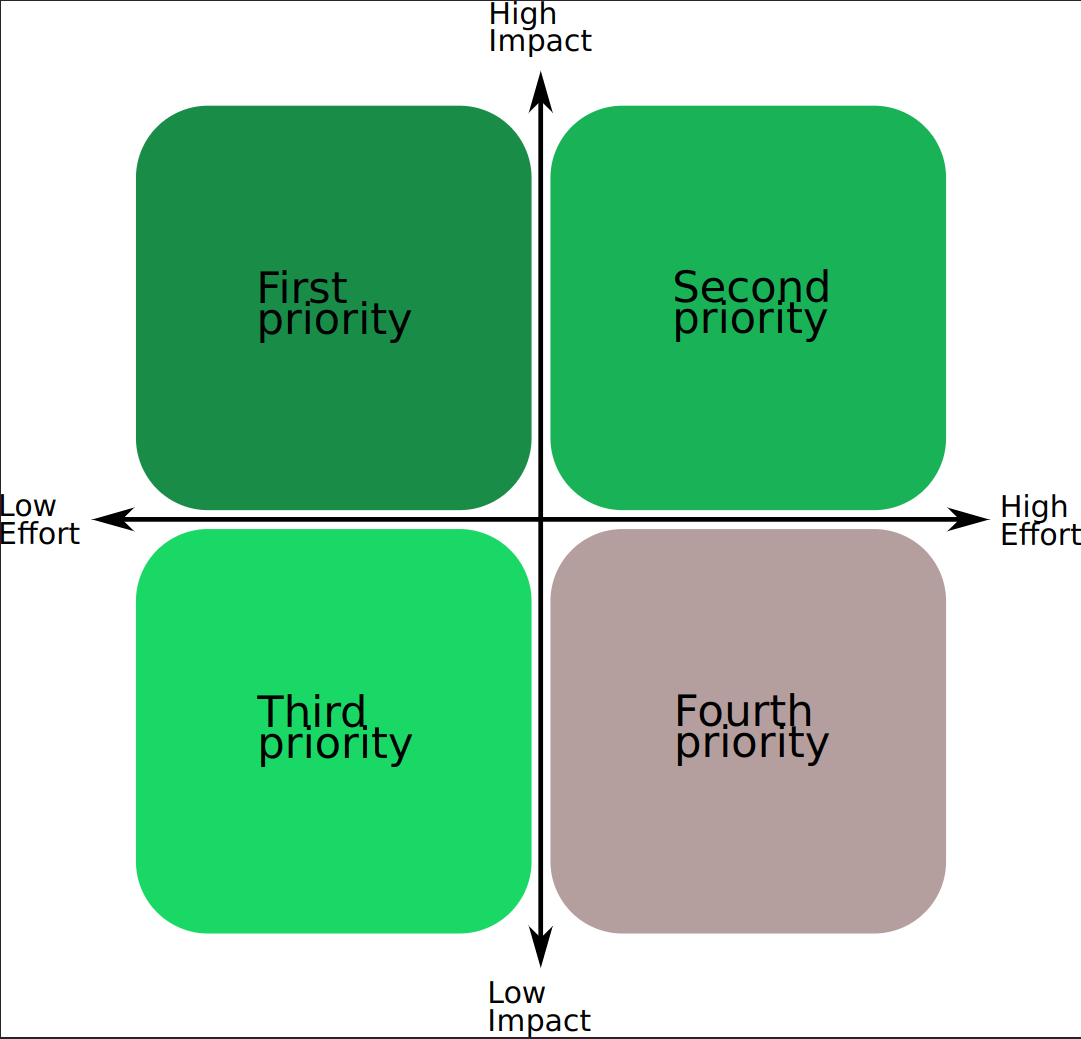 High
Impact
First
priority
Second
priority
Low
Effort
High
Effort
Third
priority
Fourth
priority
Low
Impact